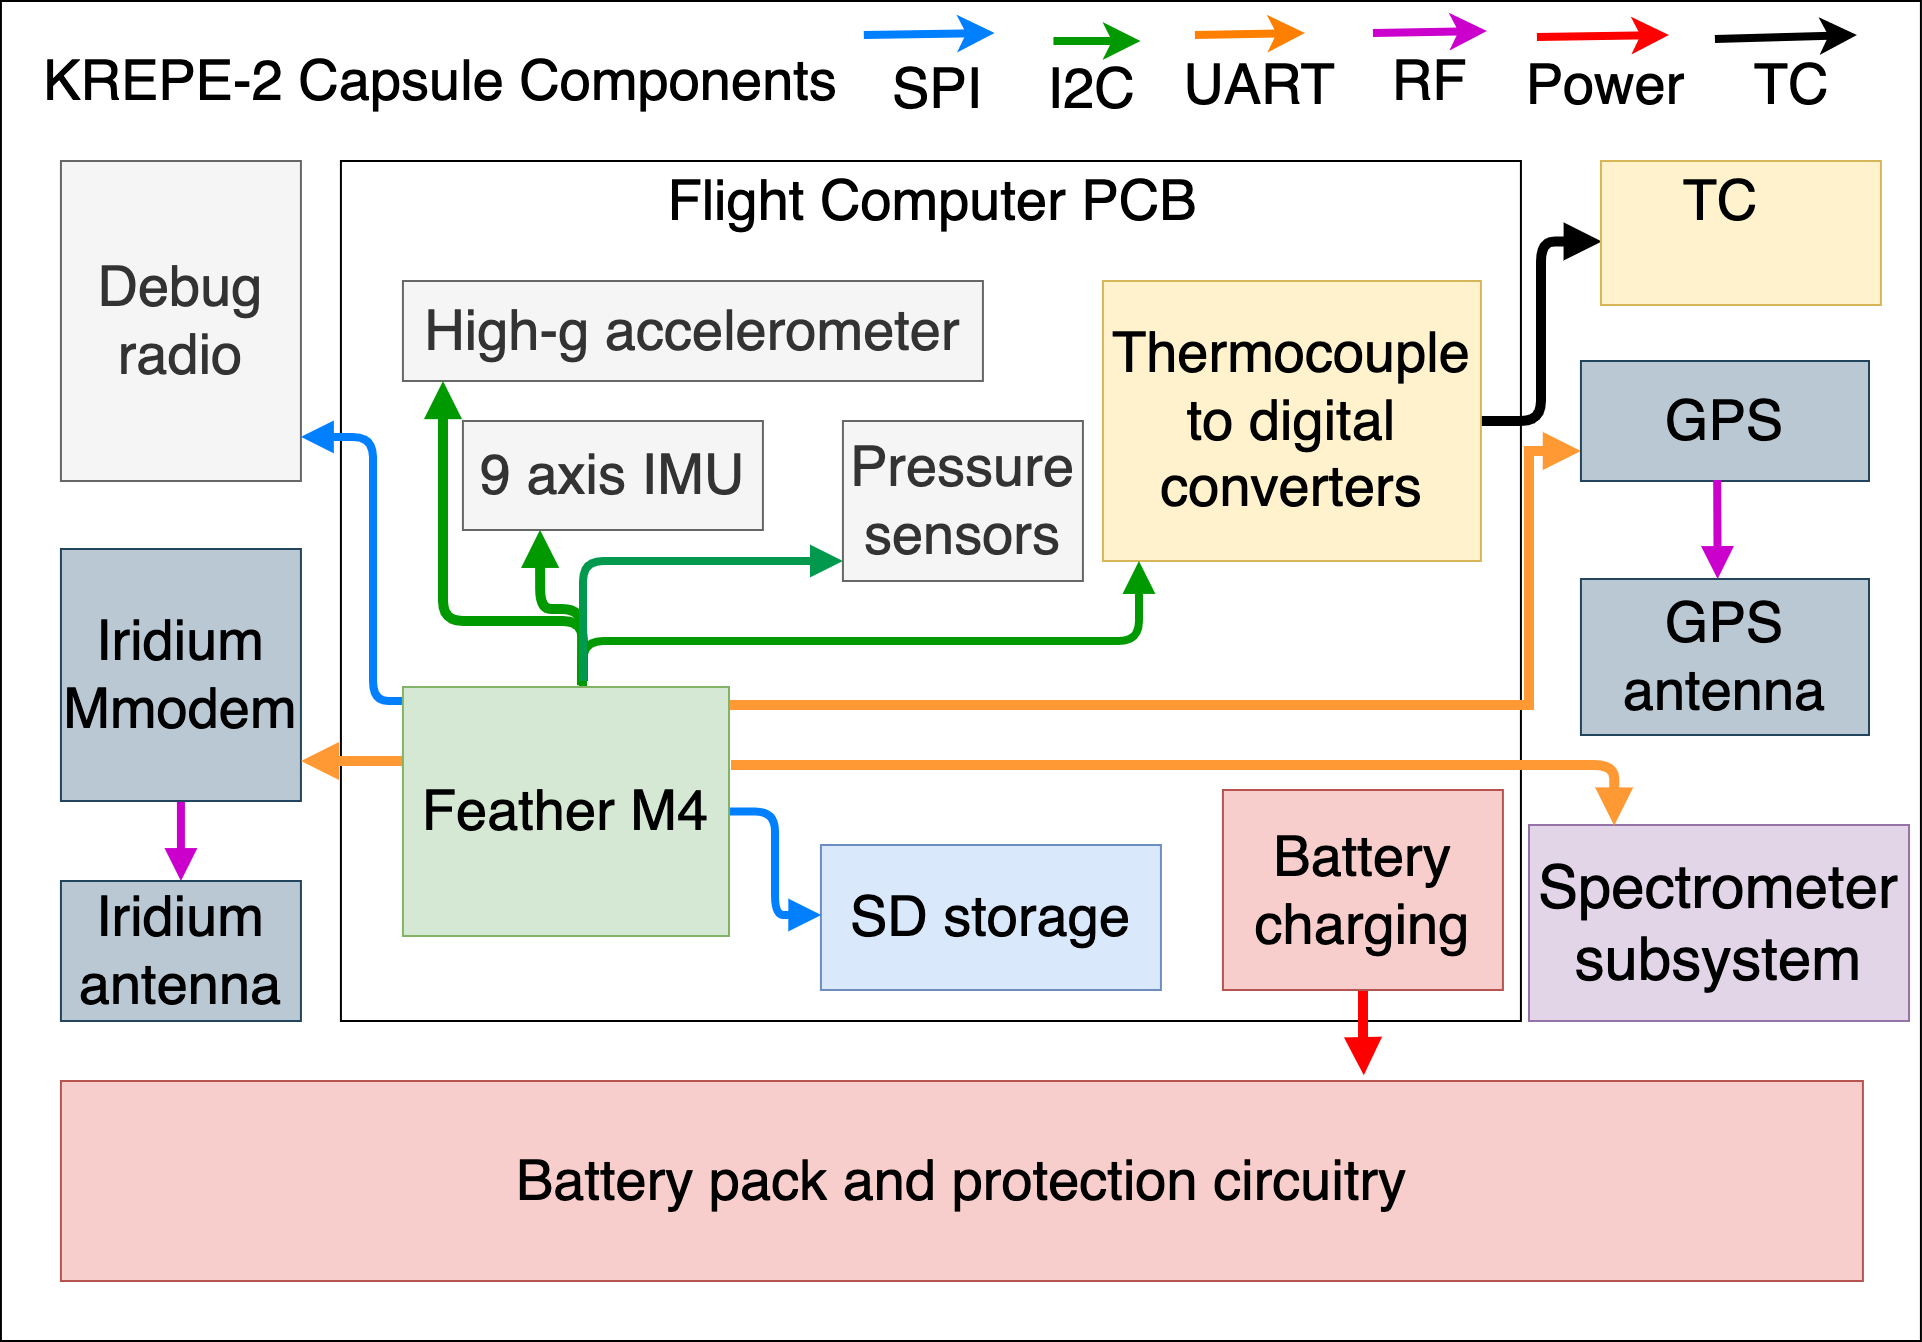 KREPE-2 Capsule Components
SPI
I2C
UART
RF
Power
TC
Flight Computer PCB
Debug
radio
High-g accelerometer
9 axis IMU
Pressure
sensors
Thermocouple
to digital
converters
TC
GPS
GPS
antenna
Iridium
Mmodem
Iridium
antenna
Feather M4
SD storage
Battery
charging
Spectrometer
subsystem
Battery pack and protection circuitry